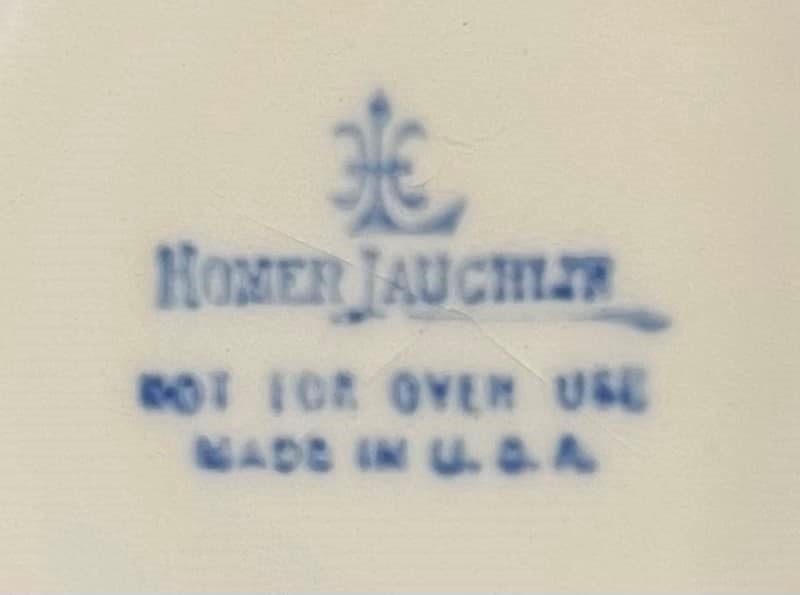 HOMER LAUGHLIN
NOT FOR OVEN USE
MADE IN U.S.A.